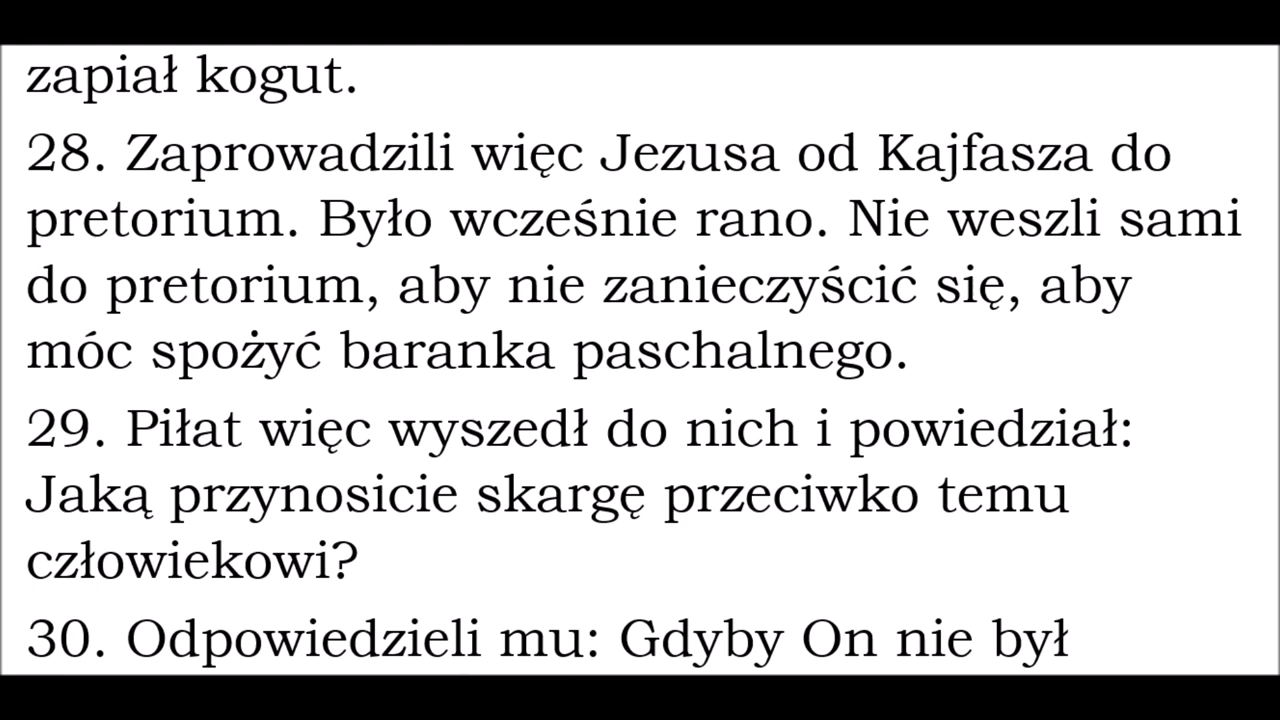 zapiał kogut.
28. Zaprowadzili więc Jezusa od Kajfasza do
pretorium. Było wcześnie rano. Nie weszli sami
do pretorium, aby nie zanieczyścić się, aby
móc spożyć baranka paschalnego.
29. Piłat więc wyszedł do nich i powiedział:
Jaką przynosicie skargę przeciwko temu
człowiekowi?
30. Odpowiedzieli mu: Gdyby On nie był